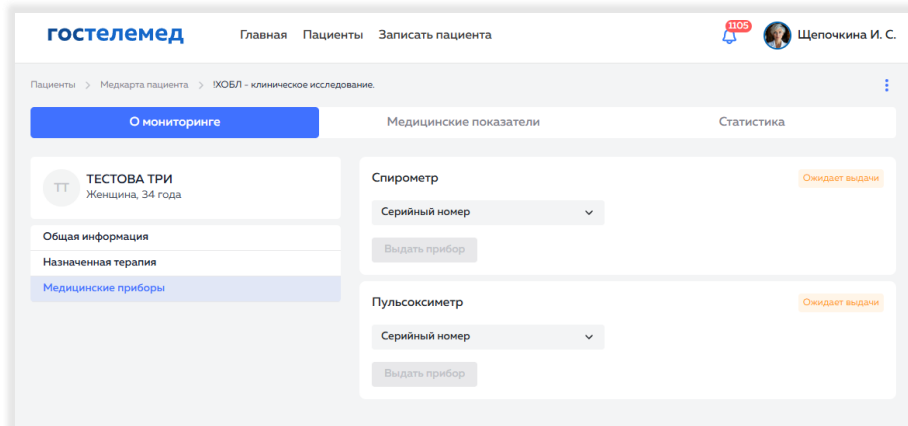 гостелемед Главная Пациенты Записать пациента 1105 Щепочкина И. С.
Пациенты > Медкарта пациента > !ХОБЛ - клиническое исследование.
О мониторинге Медицинские показатели Статистика
ТТ
ТЕСТОВА ТРИ
Женщина, 34 года
Общая информация
Назначенная терапия
Медицинские приборы
Спирометр Ожидает выдачи
Серийный номер
Выдать прибор
Пульсоксиметр Ожидает выдачи
Серийный номер
Выдать прибор